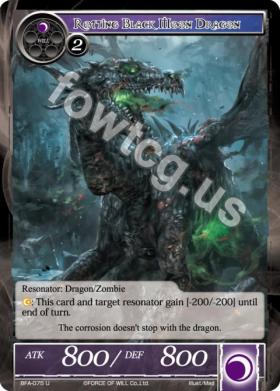 Rotting Black Moon Dragon
WILL
2
fowtcg.us
Resonator: Dragon/Zombie
: This card and target resonator gain [-200/-200] until
end of turn.
The corrosion doesn't stop with the dragon.
ATK 800/ DEF 800
BFA-075 U ©FORCE OF WILL Co.,Ltd. Illust/Mad